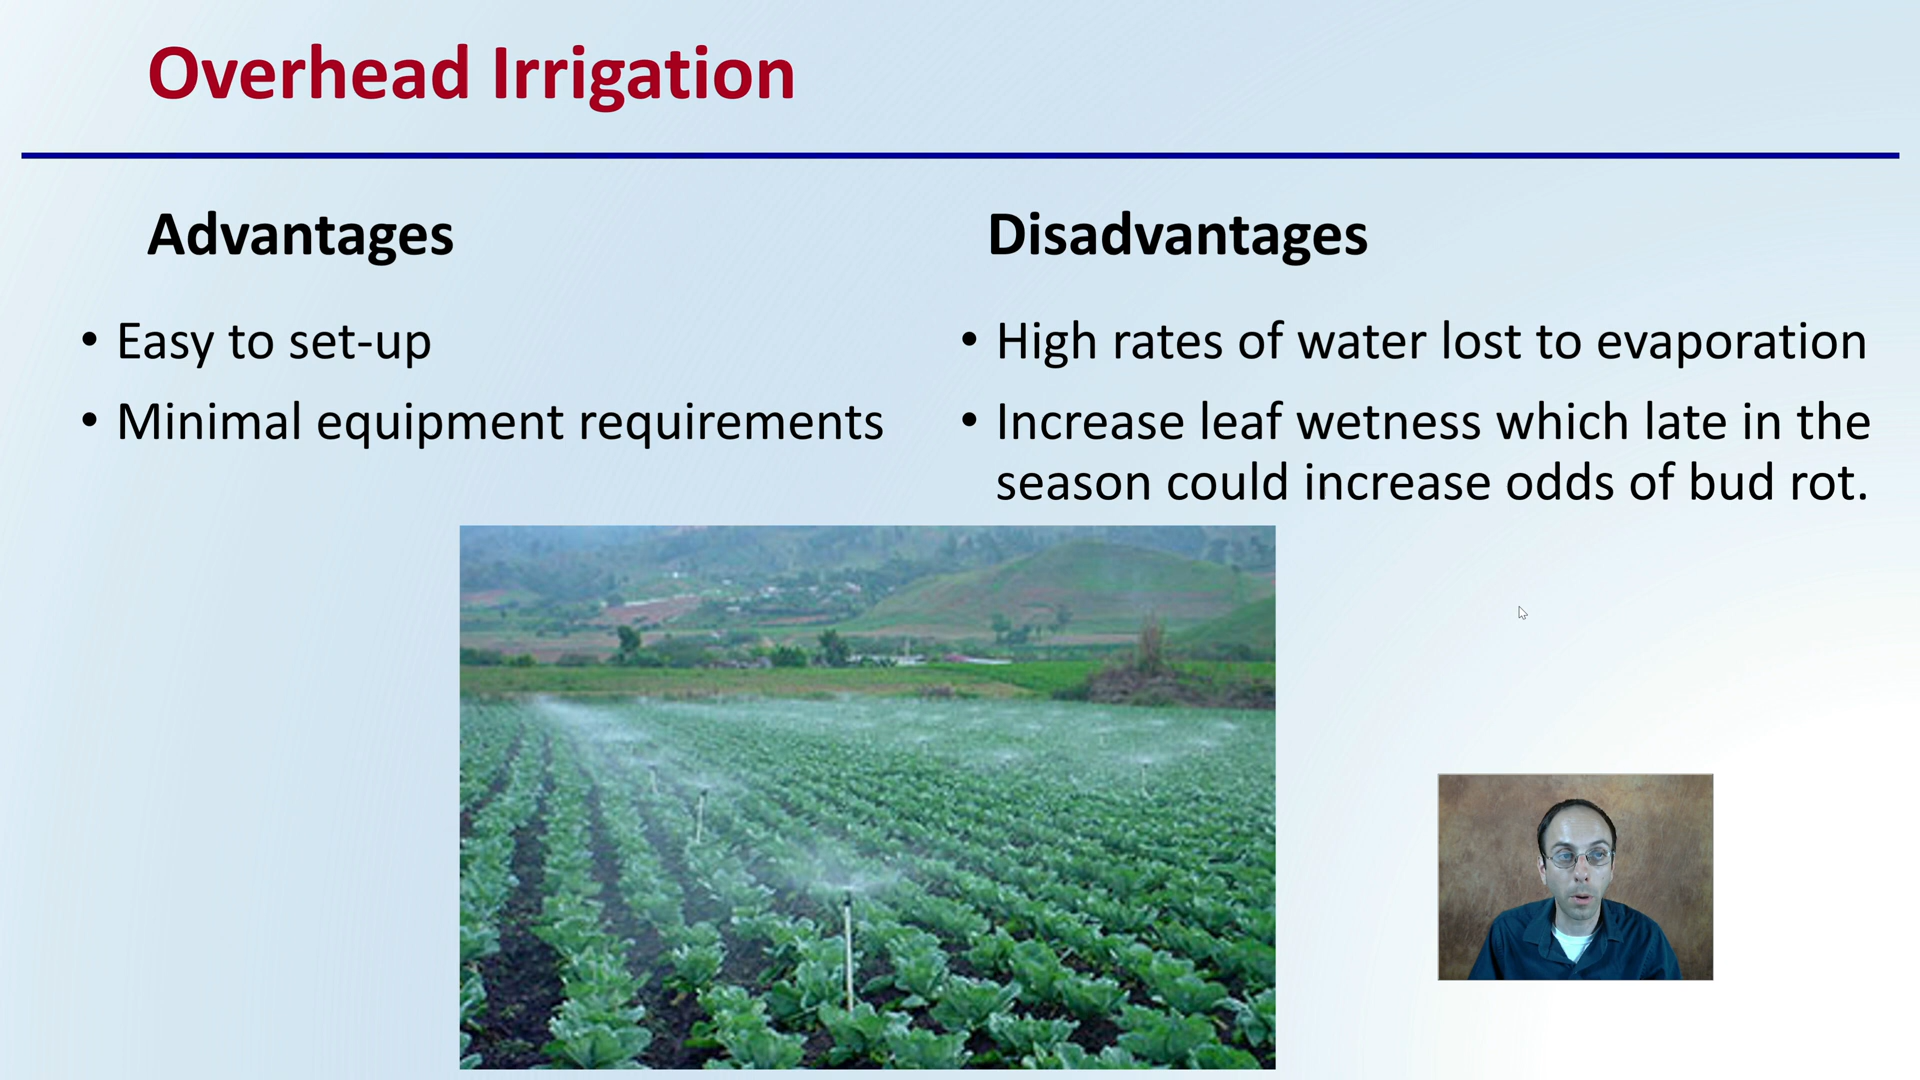 Overhead Irrigation
Advantages
• Easy to set-up
• Minimal equipment requirements
Disadvantages
• High rates of water lost to evaporation
• Increase leaf wetness which late in the
season could increase odds of bud rot.